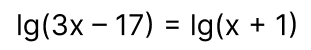 lg(3x – 17) = lg(x + 1)